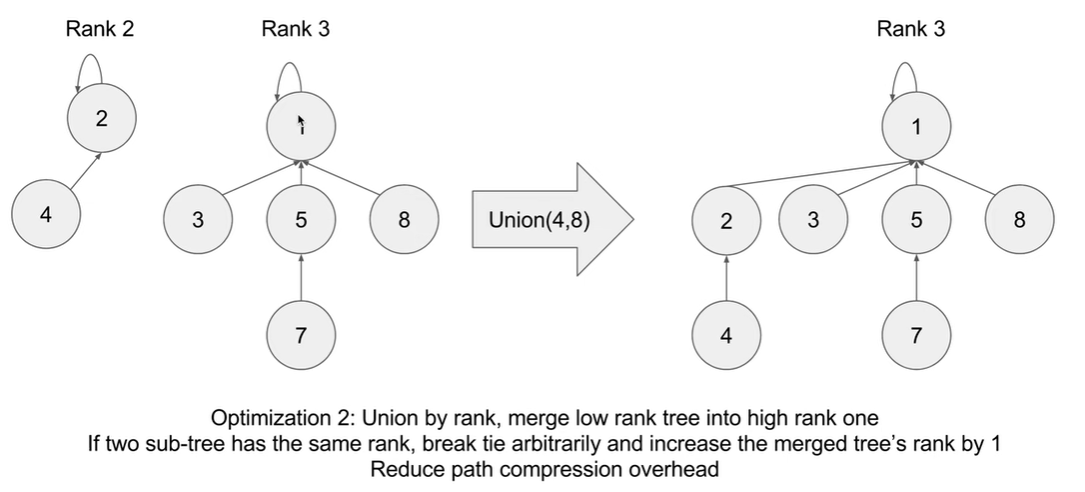 Rank 2
Rank 3
Rank 3
2
1
1
4
3
5
8
Union(4,8)
2
3
5
8
7
4
7
Optimization 2: Union by rank, merge low rank tree into high rank one
If two sub-tree has the same rank, break tie arbitrarily and increase the merged tree's rank by 1
Reduce path compression overhead